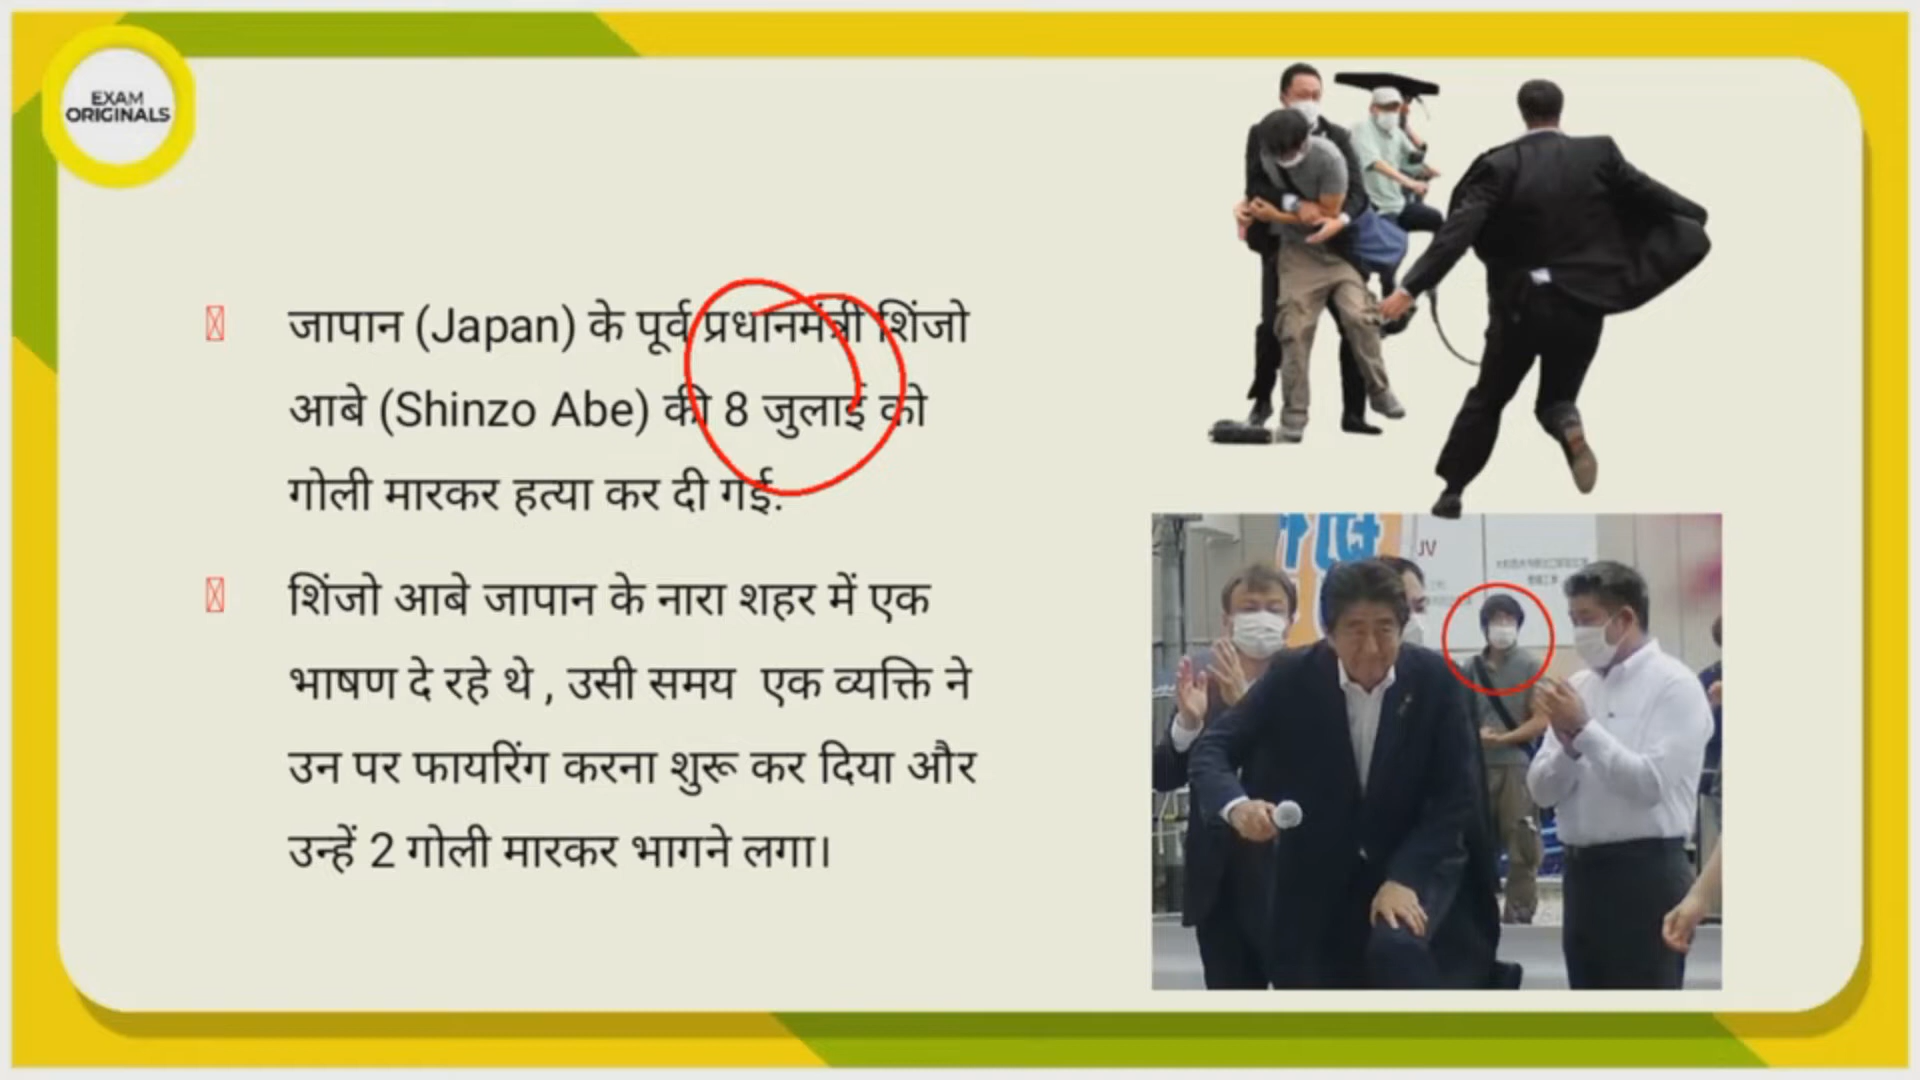 EXAM
ORIGINALS
जापान (Japan) के पूर्व प्रधानमंत्री शिंजो
आबे (Shinzo Abe) की 8 जुलाई को
गोली मारकर हत्या कर दी गई.
शिंजो आबे जापान के नारा शहर में एक
भाषण दे रहे थे , उसी समय एक व्यक्ति ने
उन पर फायरिंग करना शुरू कर दिया और
उन्हें 2 गोली मारकर भागने लगा।
JV